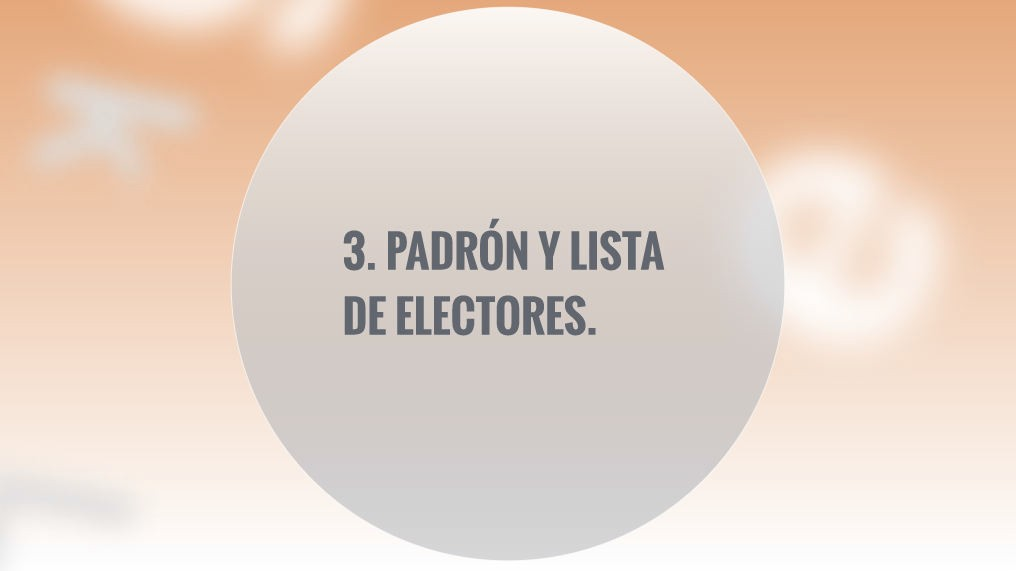 3. PADRÓN Y LISTA
DE ELECTORES.